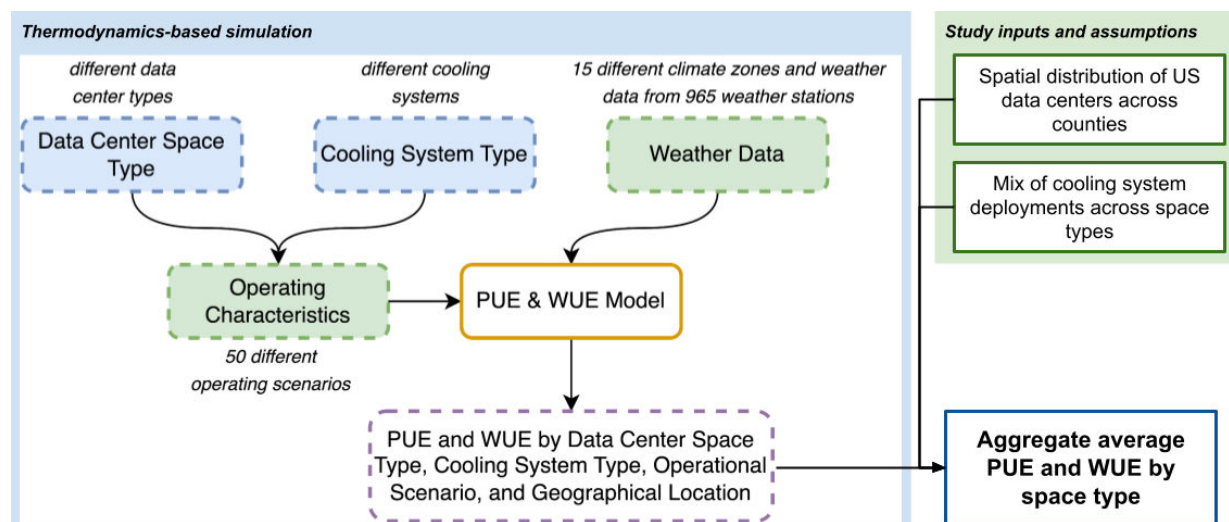 Thermodynamics-based simulation
different data
center types
Data Center Space
Type
different cooling
systems
Cooling System Type
15 different climate zones and weather
data from 965 weather stations
Weather Data
Operating
Characteristics
50 different
operating scenarios
PUE & WUE Model
PUE and WUE by Data Center Space
Type, Cooling System Type, Operational
Scenario, and Geographical Location
Study inputs and assumptions
Spatial distribution of US
data centers across
counties
Mix of cooling system
deployments across space
types
Aggregate average
PUE and WUE by
space type